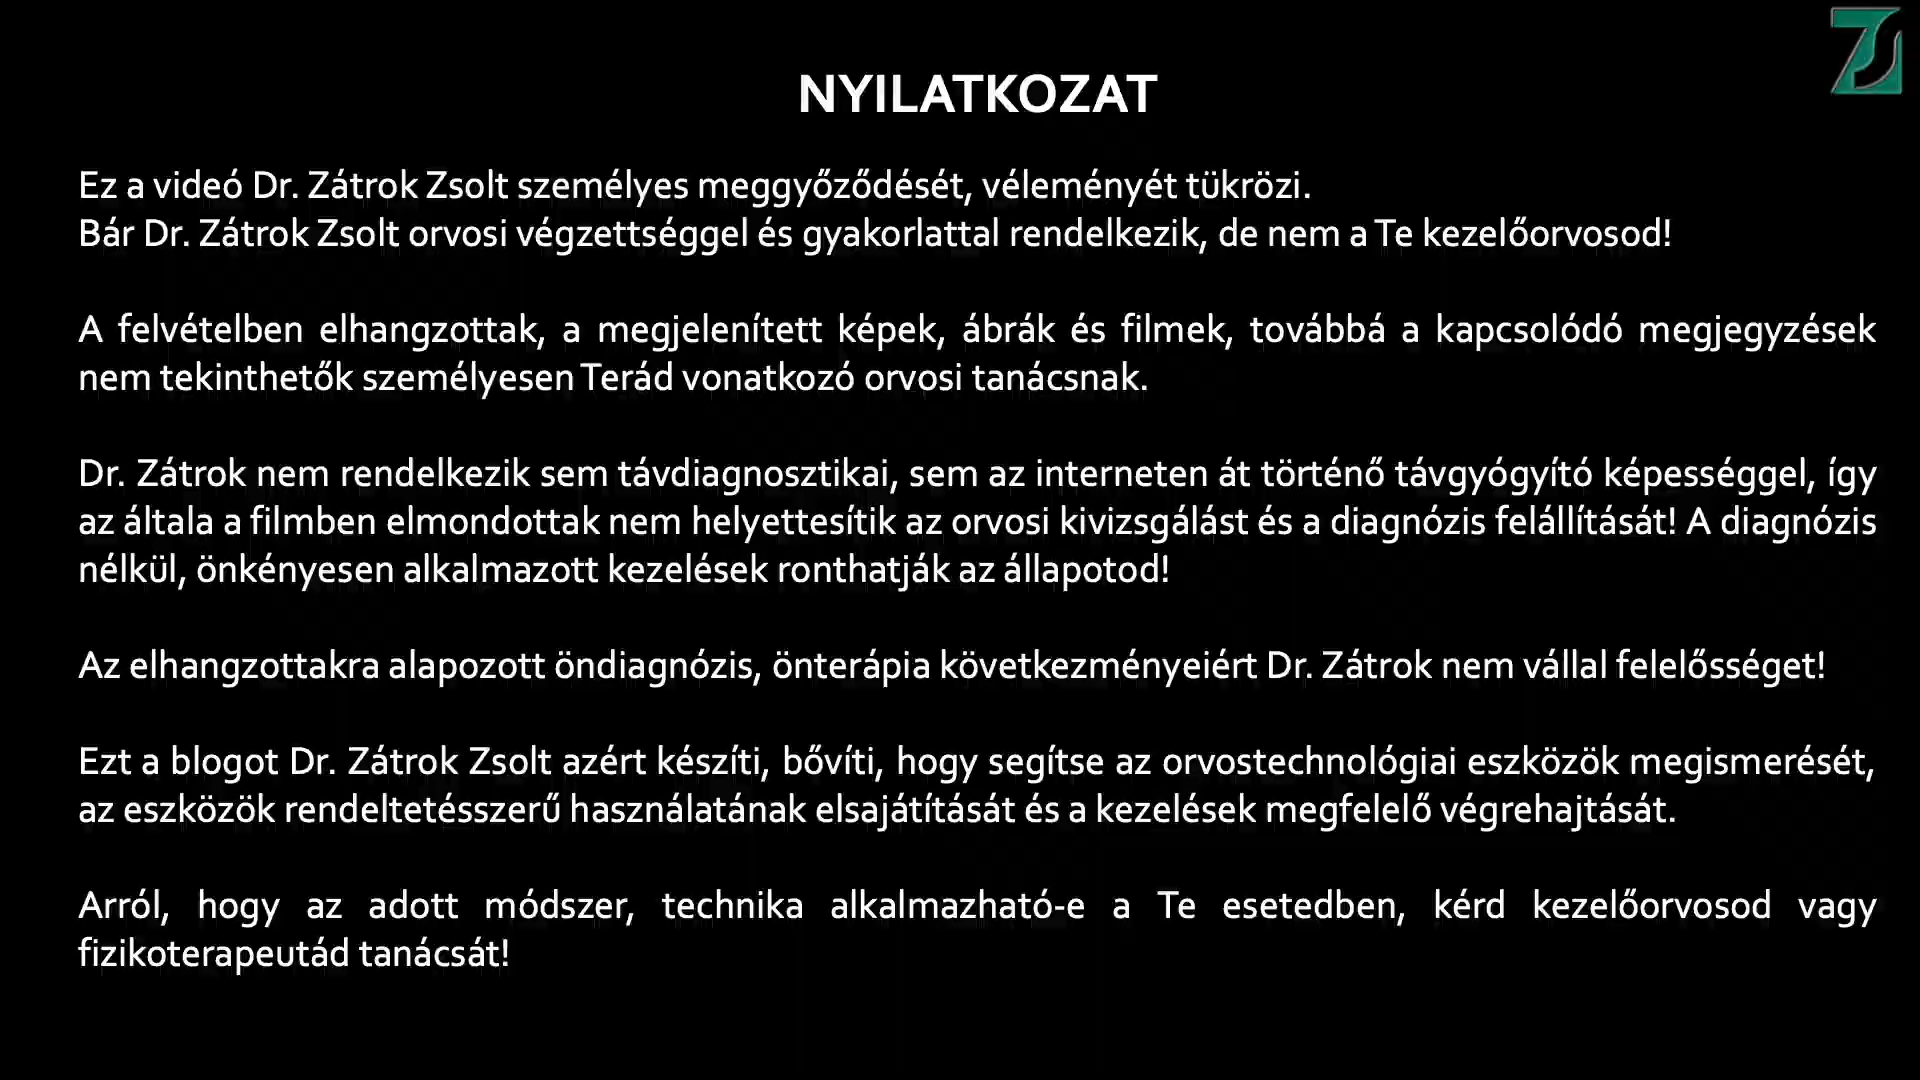 NYILATKOZAT
Ez a videó Dr. Zátrok Zsolt személyes meggyőződését, véleményét tükrözi.
Bár Dr. Zátrok Zsolt orvosi végzettséggel és gyakorlattal rendelkezik, de nem a Te kezelőorvosod!
A felvételben elhangzottak, a megjelenített képek, ábrák és filmek, továbbá a kapcsolódó megjegyzések
nem tekinthetők személyesen Terád vonatkozó orvosi tanácsnak.
Dr. Zátrok nem rendelkezik sem távdiagnosztikai, sem az interneten át történő távgyógyító képességgel, így
az általa a filmben elmondottak nem helyettesítik az orvosi kivizsgálást és a diagnózis felállítását! A diagnózis
nélkül, önkényesen alkalmazott kezelések ronthatják az állapotod!
Az elhangzottakra alapozott öndiagnózis, önterápia következményeiért Dr. Zátrok nem vállal felelősséget!
Ezt a blogot Dr. Zátrok Zsolt azért készíti, bővíti, hogy segítse az orvostechnológiai eszközök megismerését,
az eszközök rendeltetésszerű használatának elsajátítását és a kezelések megfelelő végrehajtását.
Arról, hogy az adott módszer, technika alkalmazható-e a Te esetedben, kérd kezelőorvosod vagy
fizikoterapeutád tanácsát!